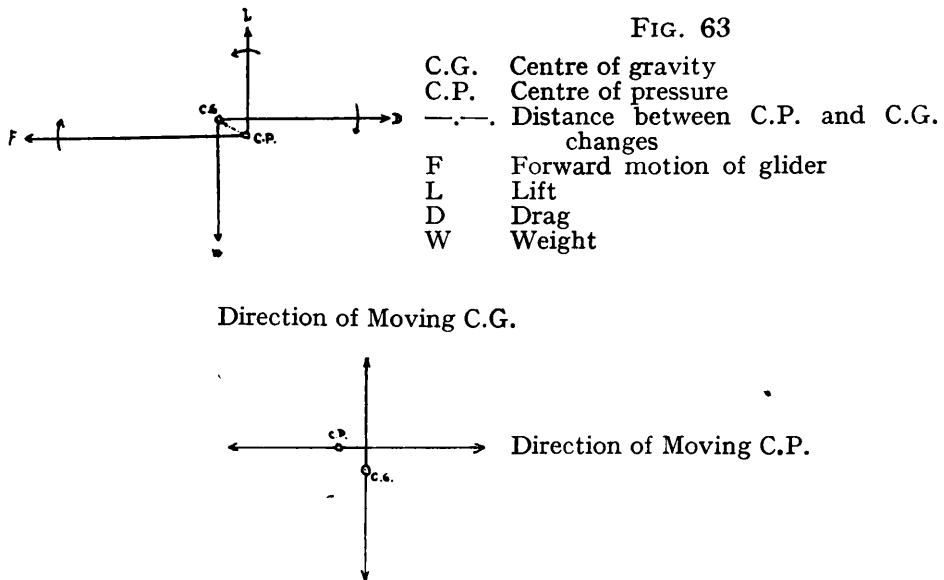 FIG. 63
L
C.G.
D
F
C.P.
W
C.G. Centre of gravity
C.P. Centre of pressure
—.—. Distance between C.P. and C.G.
changes
F Forward motion of glider
L Lift
D Drag
W Weight
Direction of Moving C.G.
C.P.
Direction of Moving C.P.
C.G.